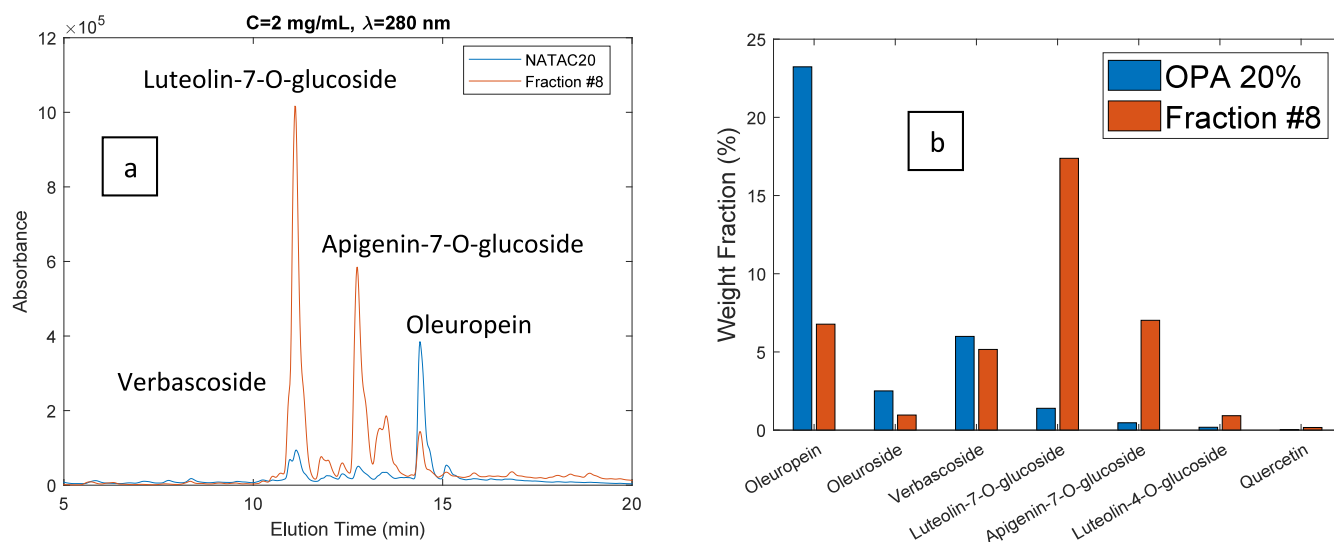 C=2 mg/mL, λ=280 nm
×10⁵
12
10
8
6
4
2
0
Absorbance
5
10
15
20
Elution Time (min)
NATAC20
Fraction #8
Luteolin-7-O-glucoside
a
Apigenin-7-O-glucoside
Oleuropein
Verbascoside
25
20
15
10
5
0
Weight Fraction (%)
OPA 20%
Fraction #8
b
Oleuropein
Oleuroside
Verbascoside
Luteolin-7-O-glucoside
Apigenin-7-O-glucoside
Luteolin-4-O-glucoside
Quercetin